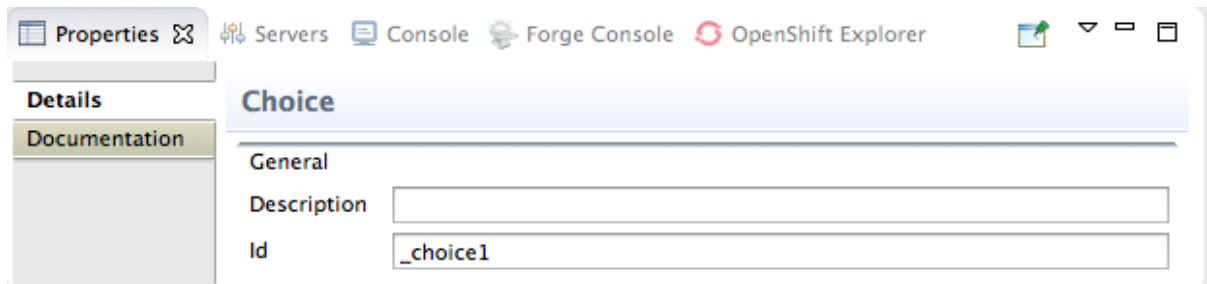 Properties Servers Console Forge Console OpenShift Explorer
Details
Choice
Documentation
General
Description
Id _choice1